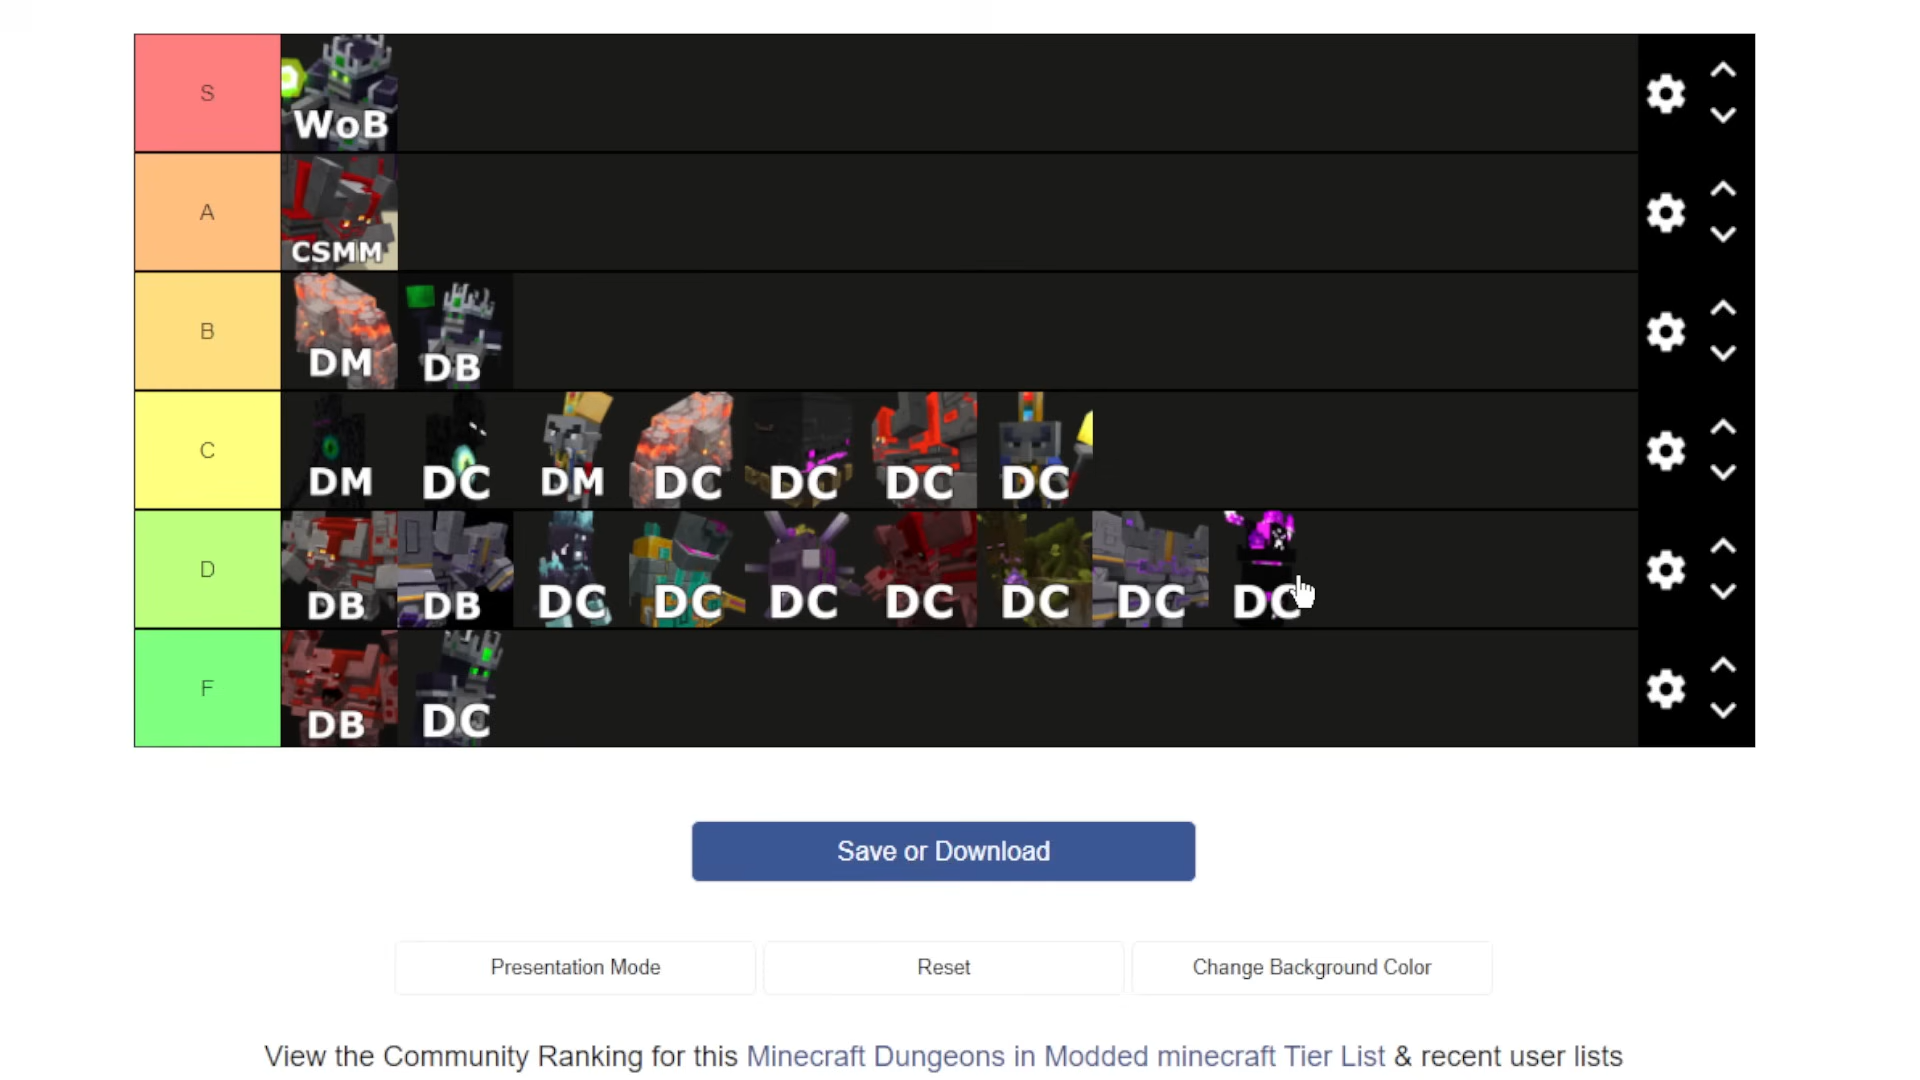 S
WoB
A
CSMM
B
DM DB
C
DM DC DM DC DC DC DC
D
DB DB DC DC DC DC DC DC DC
F
DB DC
Save or Download
Presentation Mode Reset Change Background Color
View the Community Ranking for this Minecraft Dungeons in Modded minecraft Tier List & recent user lists